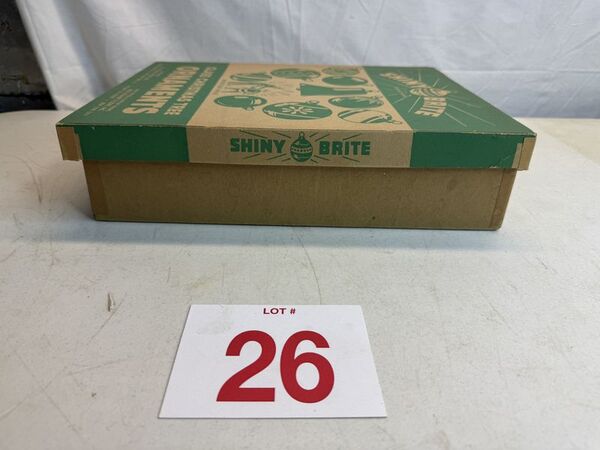 ORNAMENTS
SHINY BRITE
SHINY BRITE
LOT #
26